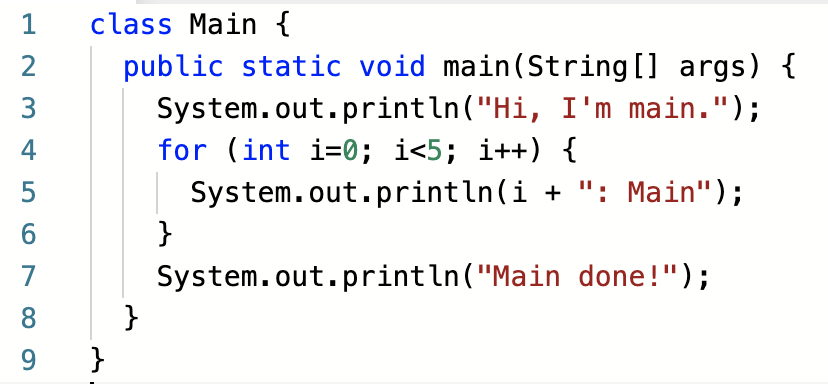 1 class Main {
2 public static void main(String[] args) {
3 System.out.println("Hi, I'm main.");
4 for (int i=0; i<5; i++) {
5 System.out.println(i + ": Main");
6 }
7 System.out.println("Main done!");
8 }
9 }